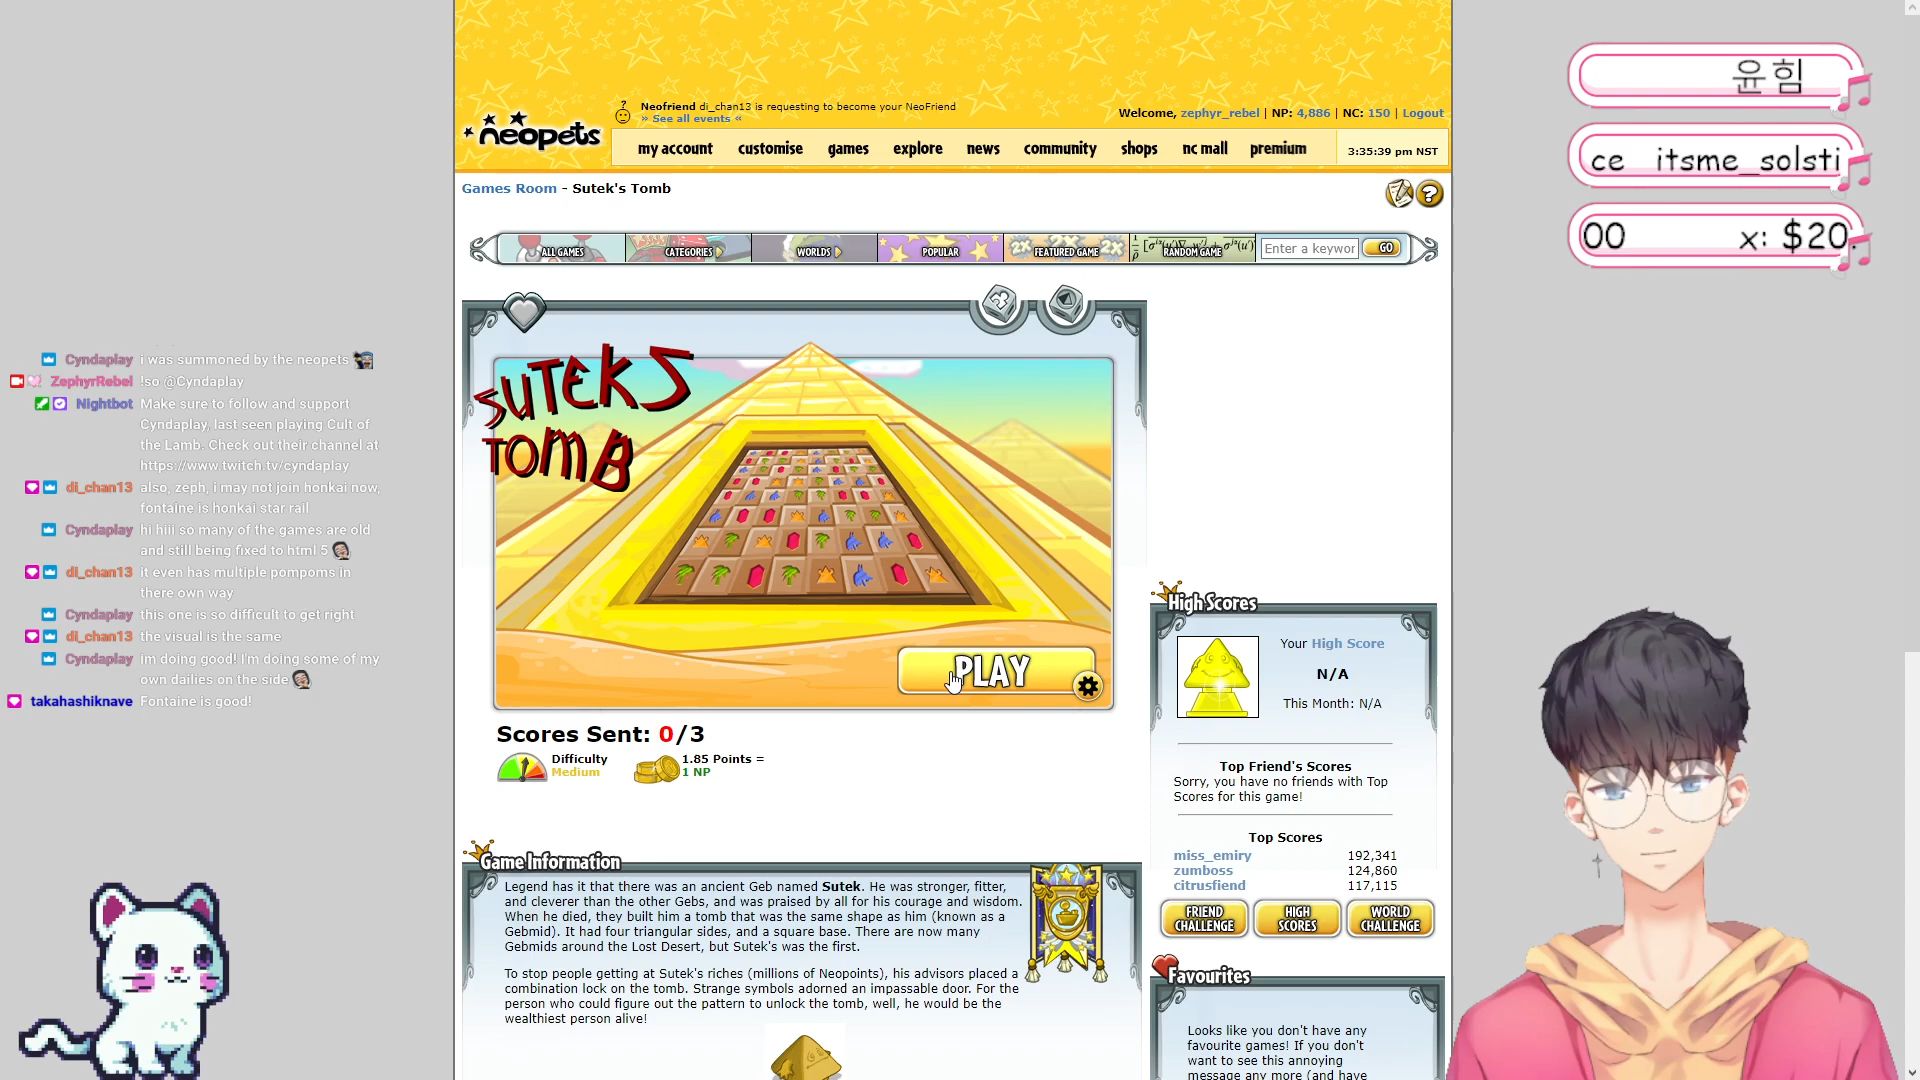 Neofriend di_chan13 is requesting to become your NeoFriend
» See all events «
Welcome, zephyr_rebel | NP: 4,886 | NC: 150 | Logout
neopets
my account customise games explore news community shops nc mall premium
3:35:39 pm NST
Games Room - Sutek's Tomb
ALL GAMES CATEGORIES WORLDS POPULAR FEATURED GAME RANDOM GAME Enter a keywor GO
SUTEKS
TOMB
PLAY
Scores Sent: 0/3
Difficulty
Medium
1.85 Points =
1 NP
Game Information
Legend has it that there was an ancient Geb named Sutek. He was stronger, fitter,
and cleverer than the other Gebs, and was praised by all for his courage and wisdom.
When he died, they built him a tomb that was the same shape as him (known as a
Gebmid). It had four triangular sides, and a square base. There are now many
Gebmids around the Lost Desert, but Sutek's was the first.
To stop people getting at Sutek's riches (millions of Neopoints), his advisors placed a
combination lock on the tomb. Strange symbols adorned an impassable door. For the
person who could figure out the pattern to unlock the tomb, well, he would be the
wealthiest person alive!
High Scores
Your High Score
N/A
This Month: N/A
Top Friend's Scores
Sorry, you have no friends with Top
Scores for this game!
Top Scores
miss_emiry 192,341
zumboss 124,860
citrusfiend 117,115
FRIEND CHALLENGE
HIGH SCORES
WORLD CHALLENGE
Favourites
Looks like you don't have any
favourite games! If you don't
want to see this annoying
message any more (and have
Cyndaplay i was summoned by the neopets
ZephyrRebel !so @Cyndaplay
Nightbot Make sure to follow and support
Cyndaplay, last seen playing Cult of
the Lamb. Check out their channel at
https://www.twitch.tv/cyndaplay
di_chan13 also, zeph, i may not join honkai now,
fontaine is honkai star rail
Cyndaplay hi hiii so many of the games are old
and still being fixed to html 5
di_chan13 it even has multiple pompoms in
there own way
Cyndaplay this one is so difficult to get right
di_chan13 the visual is the same
Cyndaplay im doing good! I'm doing some of my
own dailies on the side
takahashiknave Fontaine is good!
윤힘
ce itsme_solsti
00 x: $20.